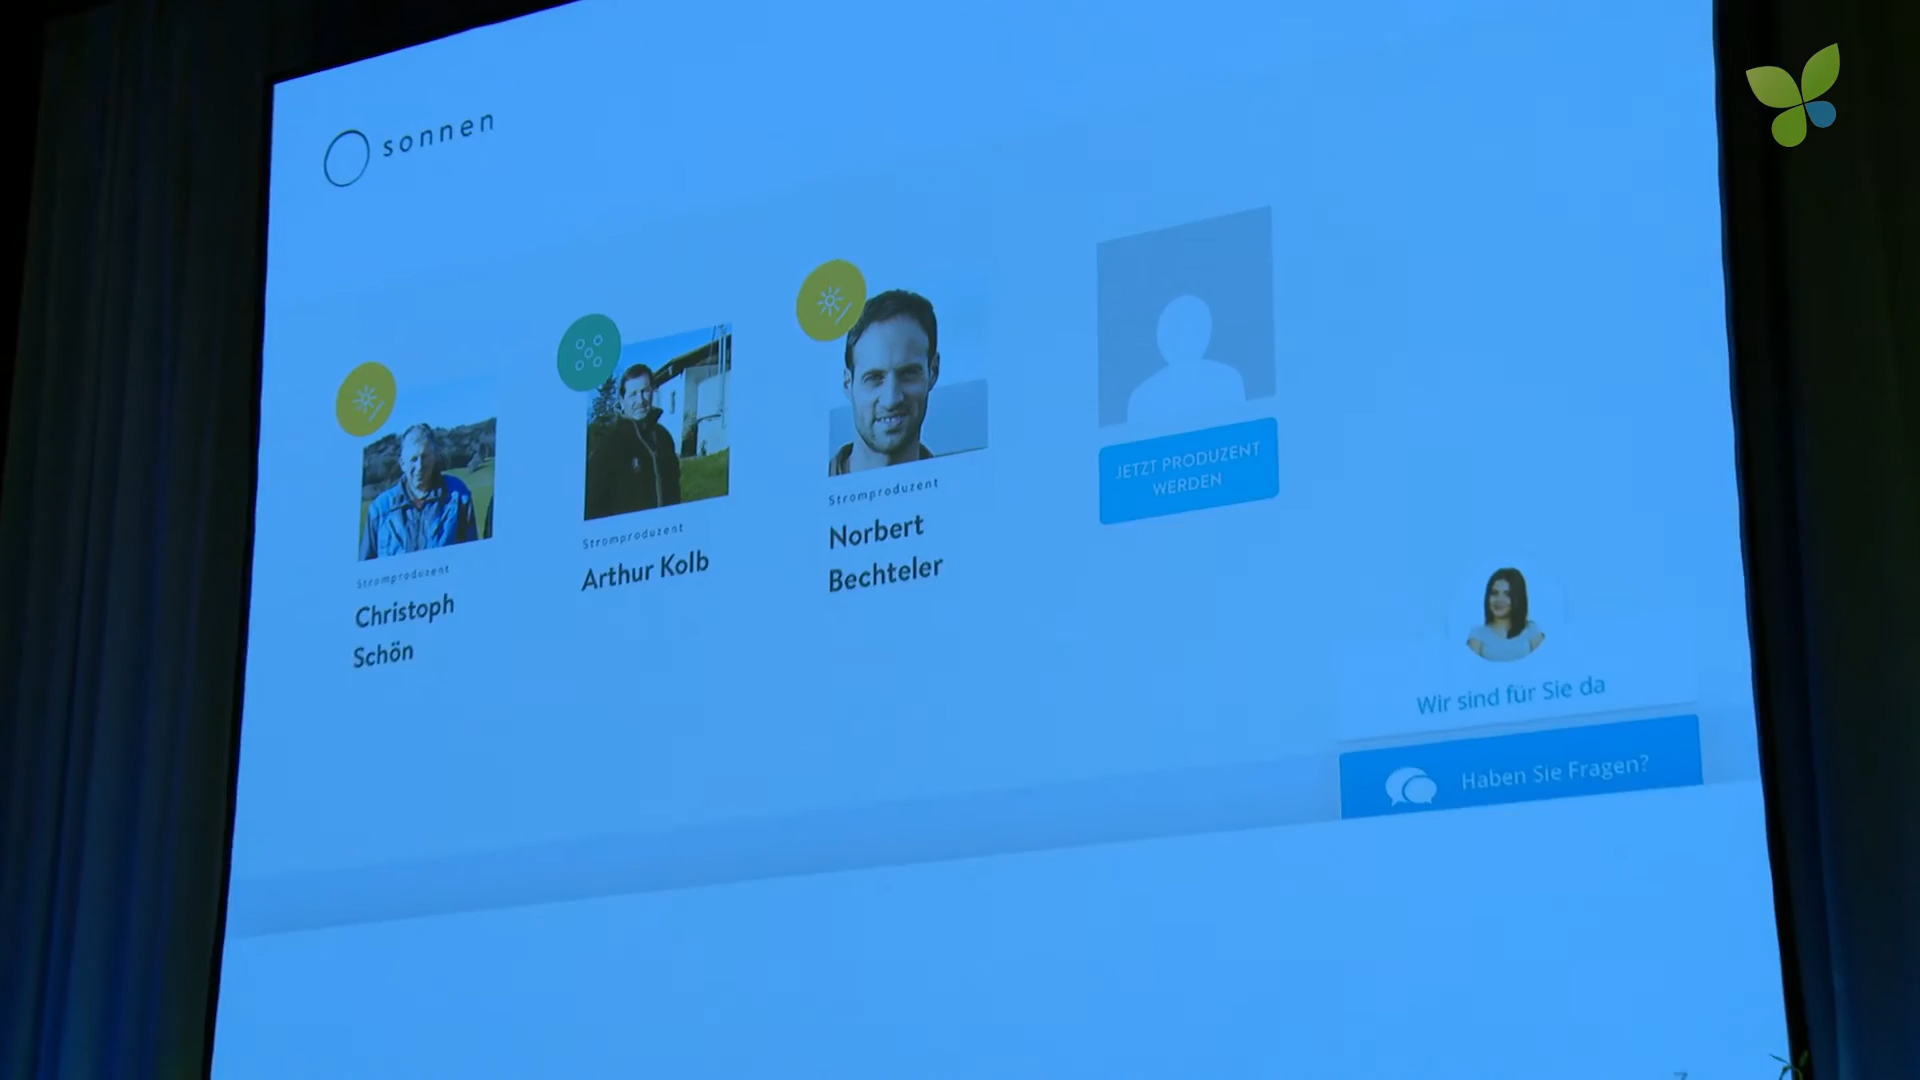 sonnen
Stromproduzent
Christoph
Schön
Stromproduzent
Arthur Kolb
Stromproduzent
Norbert
Bechteler
JETZT PRODUZENT
WERDEN
Wir sind für Sie da
Haben Sie Fragen?